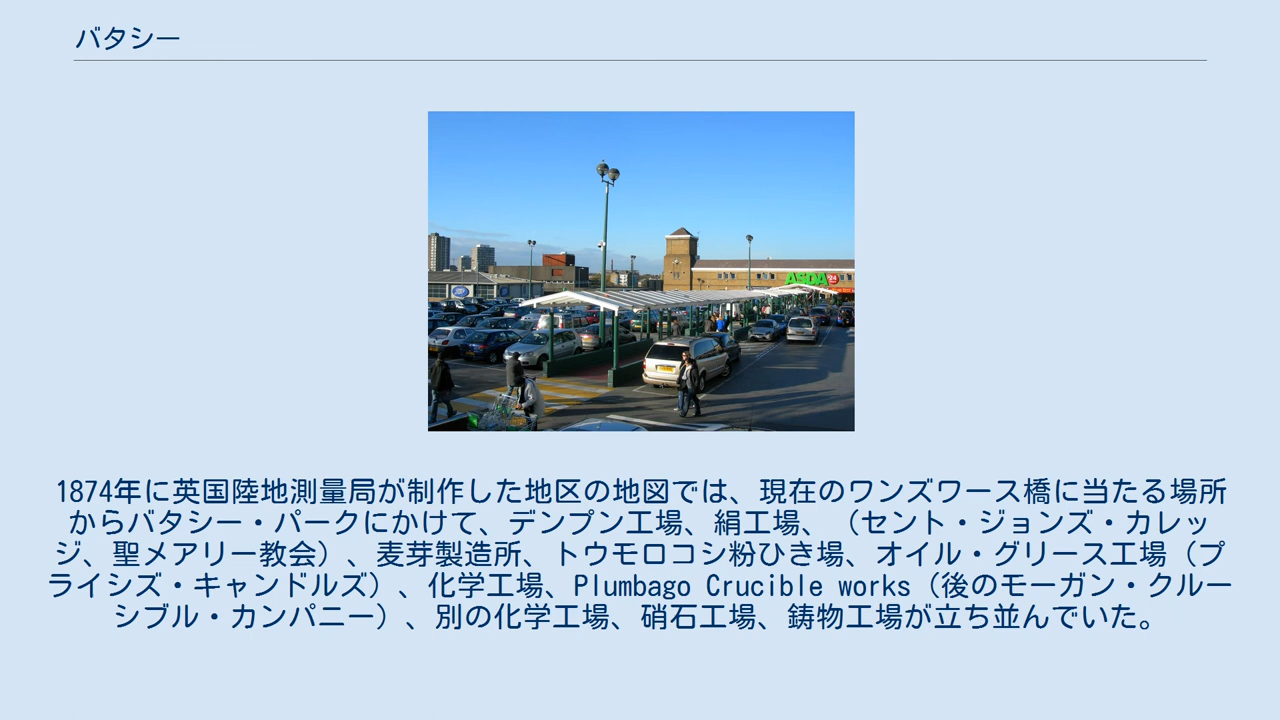 バタシー
ASDA
1874年に英国陸地測量局が制作した地区の地図では、現在のワンズワース橋に当たる場所
からバタシー・パークにかけて、デンプン工場、絹工場、（セント・ジョンズ・カレッ
ジ、聖メアリー教会）、麦芽製造所、トウモロコシ粉ひき場、オイル・グリース工場（プ
ライシズ・キャンドルズ）、化学工場、Plumbago Crucible works（後のモーガン・クルー
シブル・カンパニー）、別の化学工場、硝石工場、鋳物工場が立ち並んでいた。